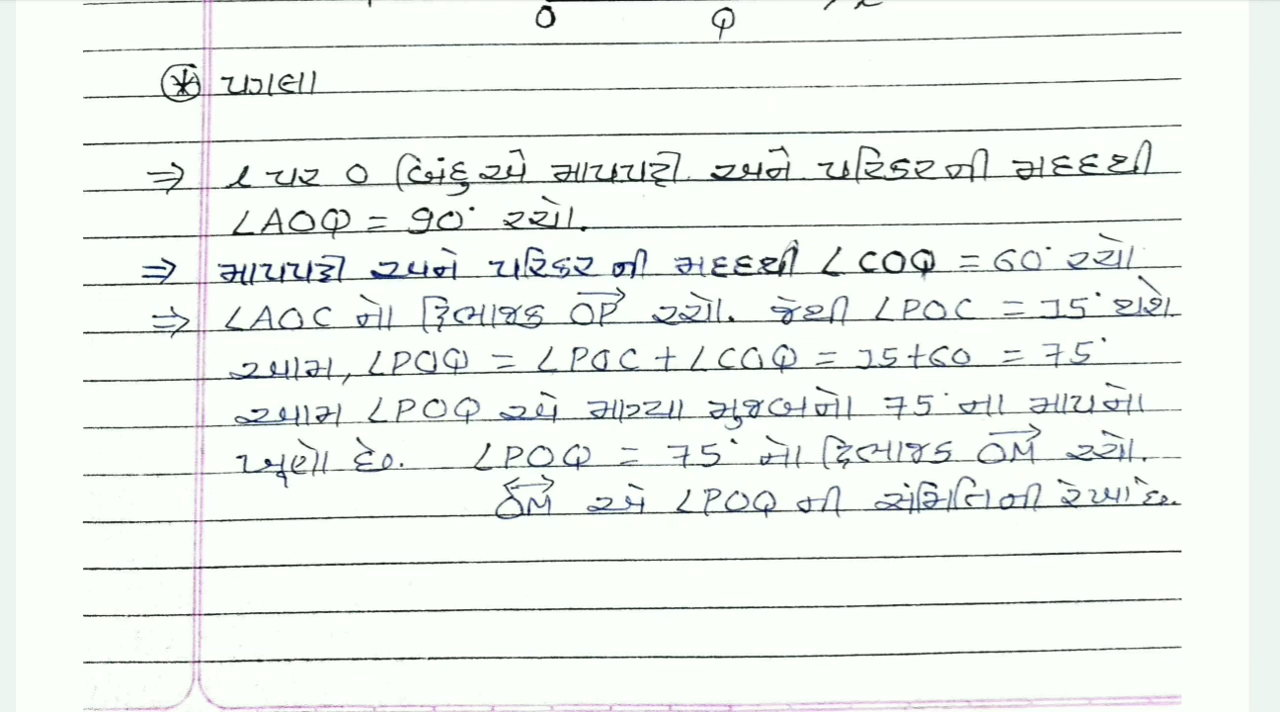 O Q
⊛ પગલા
⇒ l પર O બિંદુએ માપપટ્ટી અને પરિકર ની મદદથી
∠AOQ = 90° રચો.
⇒ માપપટ્ટી અને પરિકર ની મદદથી ∠COQ = 60° રચો
⇒ ∠AOC નો દ્વિભાજક OP→ રચો. જેથી ∠POC = 15° થશે
આમ, ∠POQ = ∠POC + ∠COQ = 15+60 = 75°
આમ ∠POQ એ માગ્યા મુજબનો 75° ના માપનો
ખૂણો છે. ∠POQ = 75° નો દ્વિભાજક OM→ રચો.
OM↔ એ ∠POQ ની સંમિતિની રેખા છે.